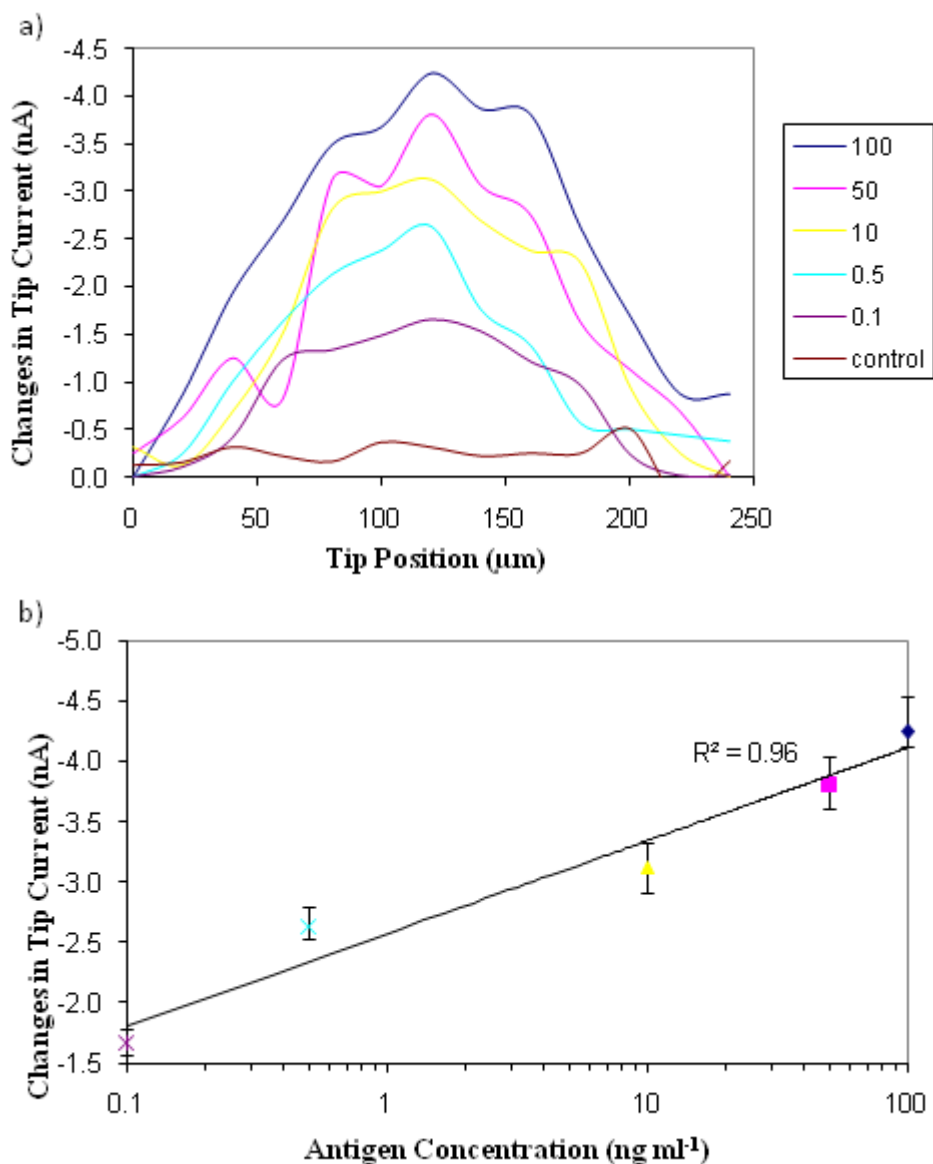 a)
Changes in Tip Current (nA)
-4.5
-4.0
-3.5
-3.0
-2.5
-2.0
-1.5
-1.0
-0.5
0.0
0 50 100 150 200 250
Tip Position (µm)
100
50
10
0.5
0.1
control
b)
Changes in Tip Current (nA)
-5.0
-4.5
-4.0
-3.5
-3.0
-2.5
-2.0
-1.5
R² = 0.96
0.1 1 10 100
Antigen Concentration (ng ml⁻¹)